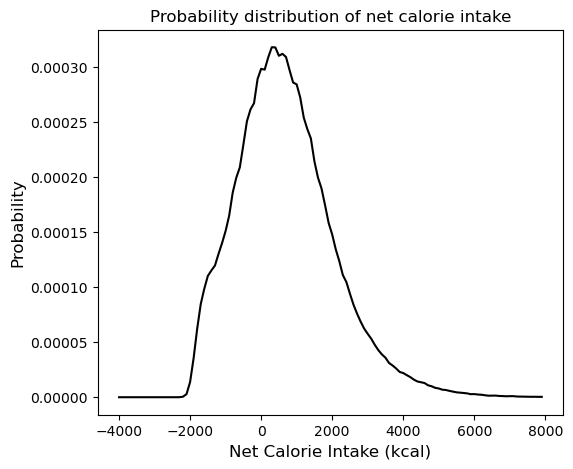 Probability distribution of net calorie intake
0.00030
0.00025
0.00020
0.00015
0.00010
0.00005
0.00000
Probability
−4000 −2000 0 2000 4000 6000 8000
Net Calorie Intake (kcal)